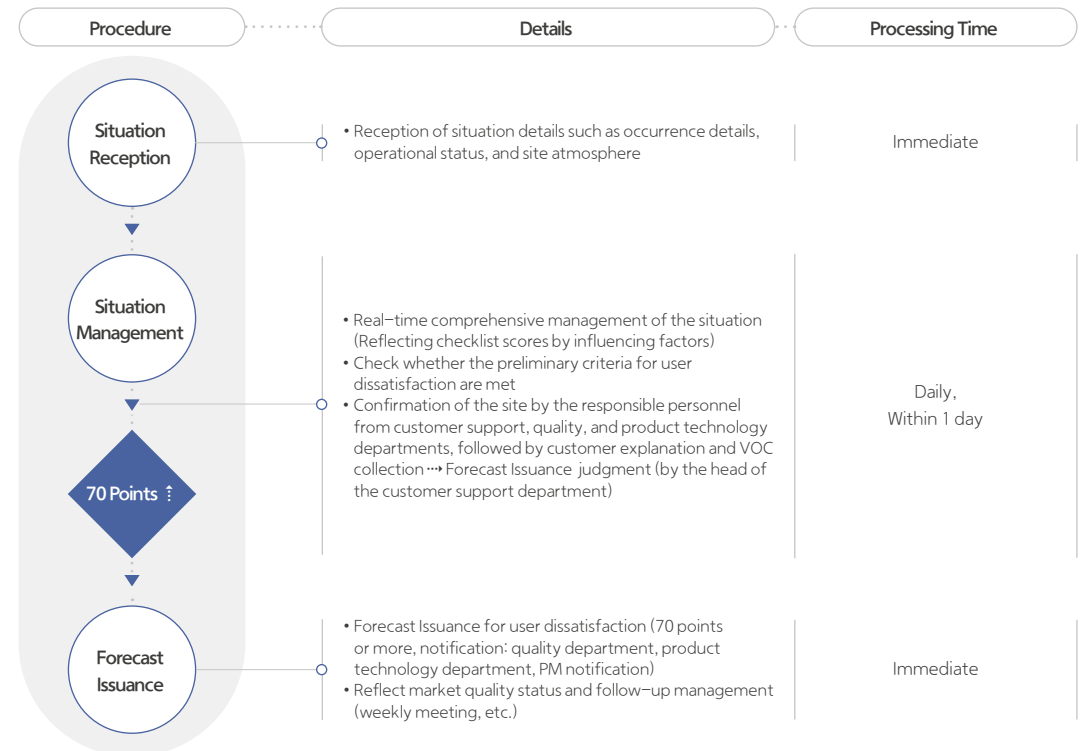 Procedure
Details
Processing Time
Situation
Reception
• Reception of situation details such as occurrence details,
operational status, and site atmosphere
Immediate
Situation
Management
• Real-time comprehensive management of the situation
(Reflecting checklist scores by influencing factors)
• Check whether the preliminary criteria for user
dissatisfaction are met
• Confirmation of the site by the responsible personnel
from customer support, quality, and product technology
departments, followed by customer explanation and VOC
collection ⇢ Forecast Issuance judgment (by the head of
the customer support department)
Daily,
Within 1 day
70 Points ⇡
Forecast
Issuance
• Forecast Issuance for user dissatisfaction (70 points
or more, notification: quality department, product
technology department, PM notification)
• Reflect market quality status and follow-up management
(weekly meeting, etc.)
Immediate